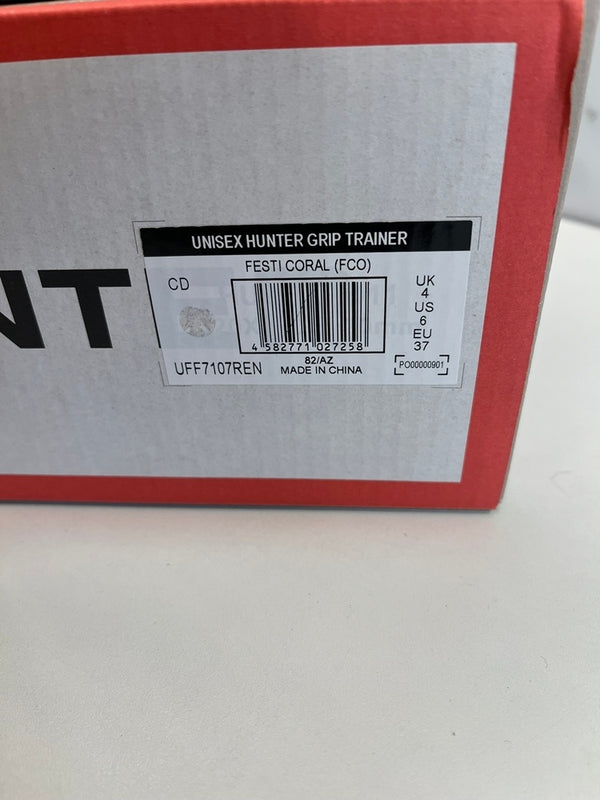 NT
UNISEX HUNTER GRIP TRAINER
FESTI CORAL (FCO)
CD
UK
4
US
6
EU
37
4 582771 027258
UFF7107REN
82/AZ
MADE IN CHINA
PO00000901